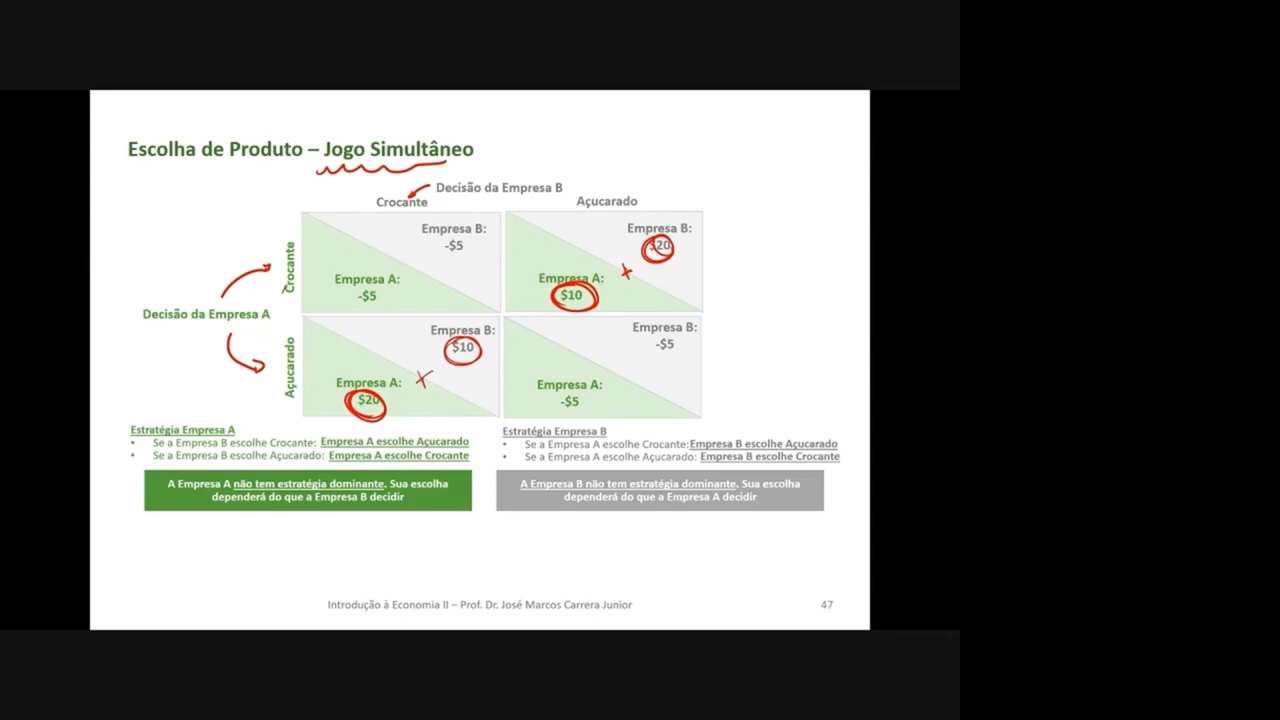 Escolha de Produto – Jogo Simultâneo
Decisão da Empresa B
Crocante
Açucarado
Decisão da Empresa A
Crocante
Empresa B:
-$5
Empresa A:
-$5
Empresa B:
$20
Empresa A:
$10
Açucarado
Empresa B:
$10
Empresa A:
$20
Empresa B:
-$5
Empresa A:
-$5
Estratégia Empresa A
• Se a Empresa B escolhe Crocante: Empresa A escolhe Açucarado
• Se a Empresa B escolhe Açucarado: Empresa A escolhe Crocante
A Empresa A não tem estratégia dominante. Sua escolha
dependerá do que a Empresa B decidir
Estratégia Empresa B
• Se a Empresa A escolhe Crocante: Empresa B escolhe Açucarado
• Se a Empresa A escolhe Açucarado: Empresa B escolhe Crocante
A Empresa B não tem estratégia dominante. Sua escolha
dependerá do que a Empresa A decidir
Introdução à Economia II – Prof. Dr. José Marcos Carrera Junior
47